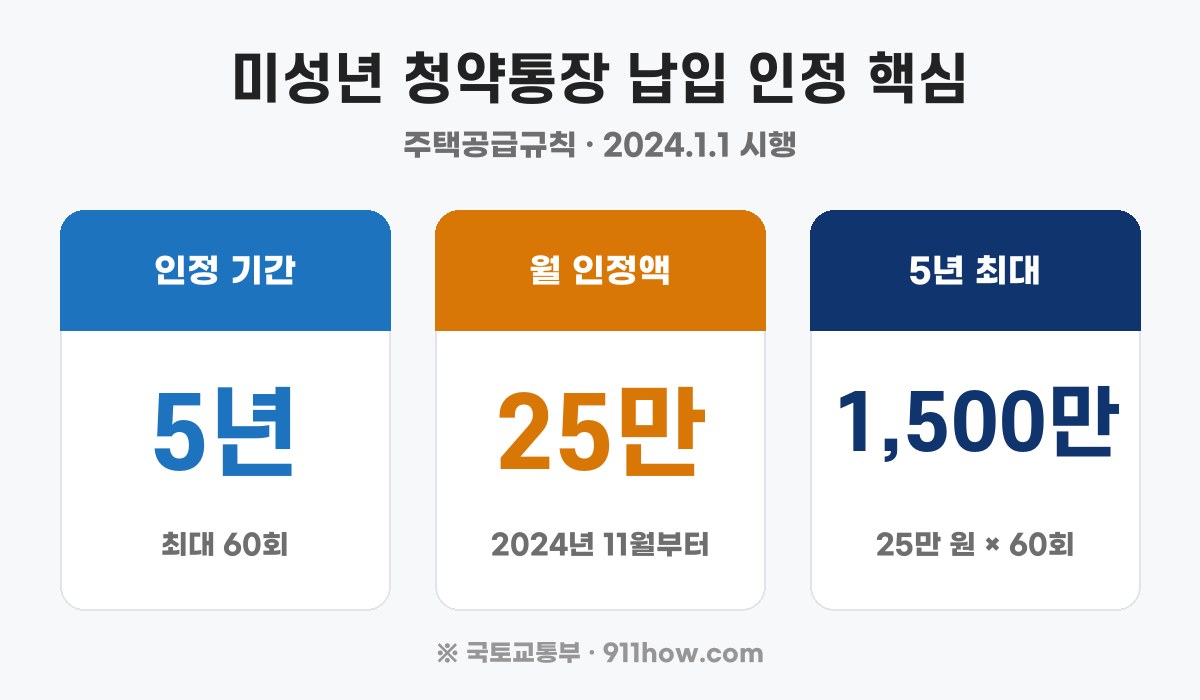 미성년 청약통장 납입 인정 핵심
주택공급규칙 · 2024.1.1 시행
인정 기간
5년
최대 60회
월 인정액
25만
2024년 11월부터
5년 최대
1,500만
25만 원 × 60회
※ 국토교통부 · 911how.com